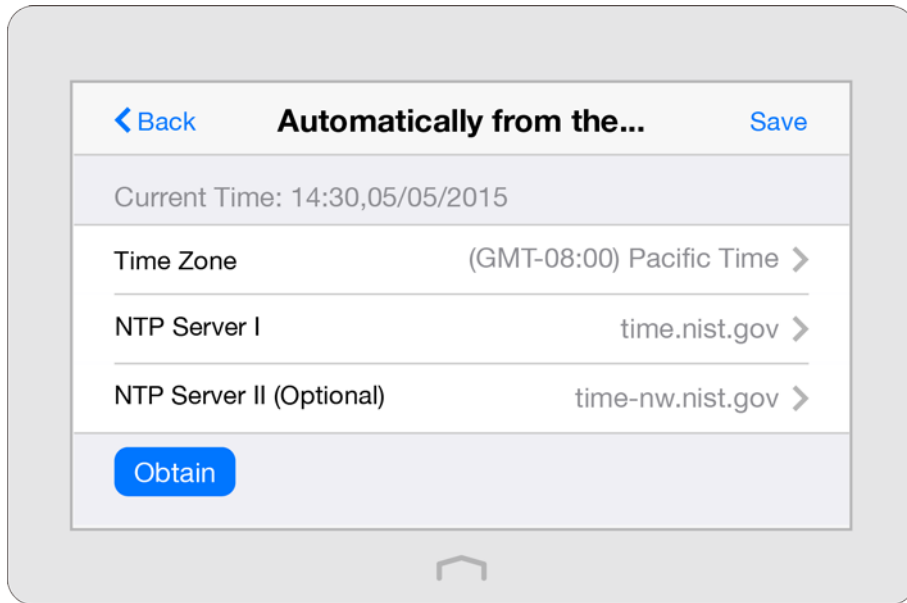 Back Automatically from the... Save
Current Time: 14:30,05/05/2015
Time Zone (GMT-08:00) Pacific Time
NTP Server I time.nist.gov
NTP Server II (Optional) time-nw.nist.gov
Obtain